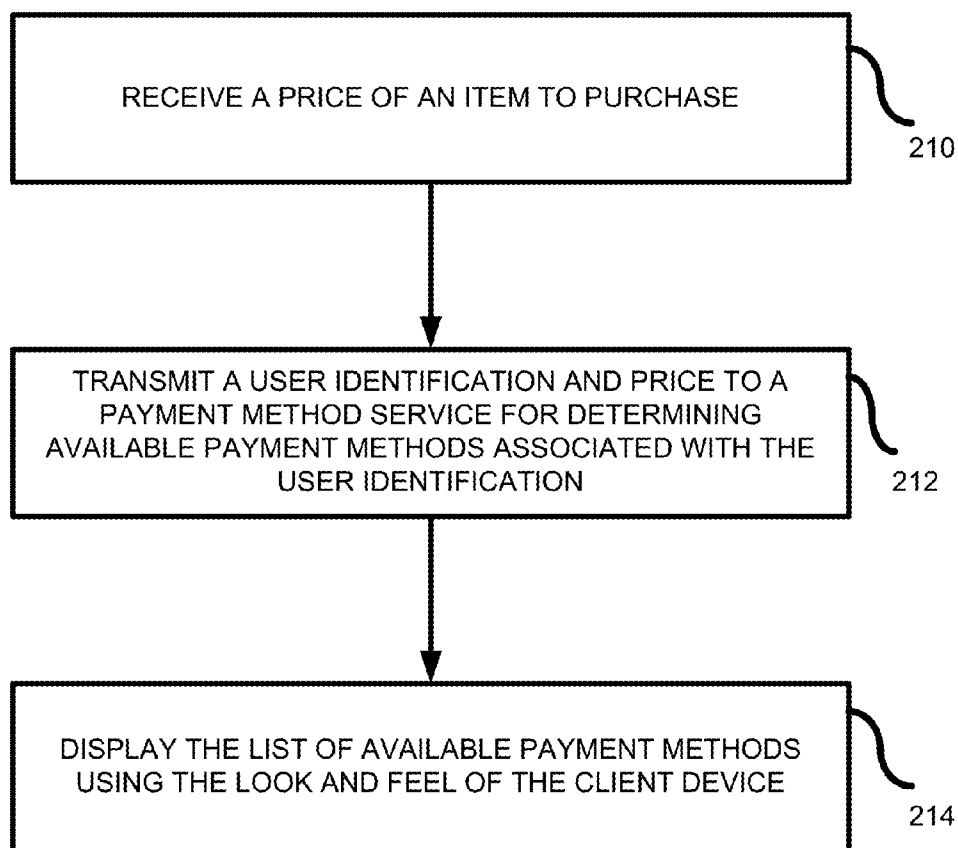 RECEIVE A PRICE OF AN ITEM TO PURCHASE
210
TRANSMIT A USER IDENTIFICATION AND PRICE TO A
PAYMENT METHOD SERVICE FOR DETERMINING
AVAILABLE PAYMENT METHODS ASSOCIATED WITH THE
USER IDENTIFICATION
212
DISPLAY THE LIST OF AVAILABLE PAYMENT METHODS
USING THE LOOK AND FEEL OF THE CLIENT DEVICE
214